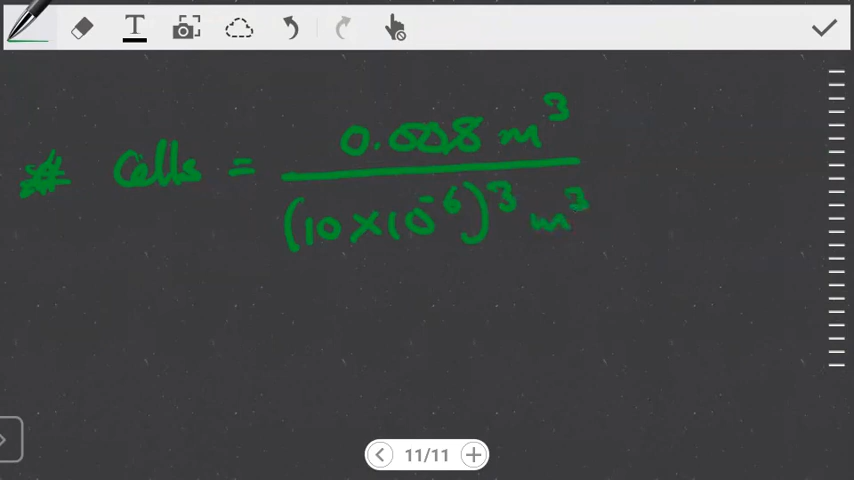 T
# Cells = 0.008 m³
(10×10⁻⁶)³ m³
11/11